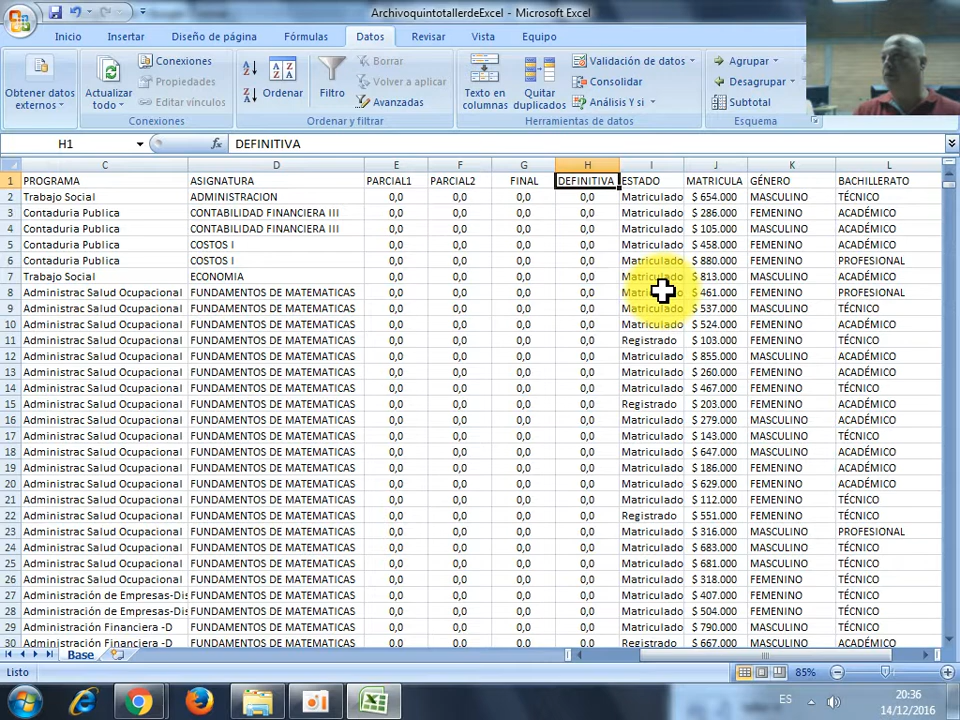 ArchivoquintotallerdeExcel - Microsoft Excel
Inicio Insertar Diseño de página Fórmulas Datos Revisar Vista Equipo
Obtener datos externos
Actualizar todo
Conexiones
Propiedades
Editar vínculos
Conexiones
Ordenar
Filtro
Borrar
Volver a aplicar
Avanzadas
Ordenar y filtrar
Texto en columnas
Quitar duplicados
Validación de datos
Consolidar
Análisis Y si
Herramientas de datos
Agrupar
Desagrupar
Subtotal
Esquema
H1 fx DEFINITIVA
C D E F G H I J K L
1 PROGRAMA ASIGNATURA PARCIAL1 PARCIAL2 FINAL DEFINITIVA ESTADO MATRICULA GÉNERO BACHILLERATO
2 Trabajo Social ADMINISTRACION 0,0 0,0 0,0 0,0 Matriculado $ 654.000 MASCULINO TÉCNICO
3 Contaduria Publica CONTABILIDAD FINANCIERA III 0,0 0,0 0,0 0,0 Matriculado $ 286.000 FEMENINO ACADÉMICO
4 Contaduria Publica CONTABILIDAD FINANCIERA III 0,0 0,0 0,0 0,0 Matriculado $ 105.000 FEMENINO ACADÉMICO
5 Contaduria Publica COSTOS I 0,0 0,0 0,0 0,0 Matriculado $ 458.000 FEMENINO ACADÉMICO
6 Contaduria Publica COSTOS I 0,0 0,0 0,0 0,0 Matriculado $ 880.000 FEMENINO PROFESIONAL
7 Trabajo Social ECONOMIA 0,0 0,0 0,0 0,0 Matriculado $ 813.000 MASCULINO ACADÉMICO
8 Administrac Salud Ocupacional FUNDAMENTOS DE MATEMATICAS 0,0 0,0 0,0 0,0 Matriculado $ 461.000 FEMENINO PROFESIONAL
9 Administrac Salud Ocupacional FUNDAMENTOS DE MATEMATICAS 0,0 0,0 0,0 0,0 Matriculado $ 537.000 MASCULINO TÉCNICO
10 Administrac Salud Ocupacional FUNDAMENTOS DE MATEMATICAS 0,0 0,0 0,0 0,0 Matriculado $ 524.000 FEMENINO ACADÉMICO
11 Administrac Salud Ocupacional FUNDAMENTOS DE MATEMATICAS 0,0 0,0 0,0 0,0 Registrado $ 103.000 FEMENINO TÉCNICO
12 Administrac Salud Ocupacional FUNDAMENTOS DE MATEMATICAS 0,0 0,0 0,0 0,0 Matriculado $ 855.000 MASCULINO ACADÉMICO
13 Administrac Salud Ocupacional FUNDAMENTOS DE MATEMATICAS 0,0 0,0 0,0 0,0 Matriculado $ 260.000 FEMENINO ACADÉMICO
14 Administrac Salud Ocupacional FUNDAMENTOS DE MATEMATICAS 0,0 0,0 0,0 0,0 Matriculado $ 467.000 FEMENINO TÉCNICO
15 Administrac Salud Ocupacional FUNDAMENTOS DE MATEMATICAS 0,0 0,0 0,0 0,0 Registrado $ 203.000 FEMENINO ACADÉMICO
16 Administrac Salud Ocupacional FUNDAMENTOS DE MATEMATICAS 0,0 0,0 0,0 0,0 Matriculado $ 279.000 MASCULINO ACADÉMICO
17 Administrac Salud Ocupacional FUNDAMENTOS DE MATEMATICAS 0,0 0,0 0,0 0,0 Matriculado $ 143.000 MASCULINO TÉCNICO
18 Administrac Salud Ocupacional FUNDAMENTOS DE MATEMATICAS 0,0 0,0 0,0 0,0 Matriculado $ 647.000 MASCULINO ACADÉMICO
19 Administrac Salud Ocupacional FUNDAMENTOS DE MATEMATICAS 0,0 0,0 0,0 0,0 Matriculado $ 186.000 FEMENINO ACADÉMICO
20 Administrac Salud Ocupacional FUNDAMENTOS DE MATEMATICAS 0,0 0,0 0,0 0,0 Matriculado $ 629.000 FEMENINO ACADÉMICO
21 Administrac Salud Ocupacional FUNDAMENTOS DE MATEMATICAS 0,0 0,0 0,0 0,0 Matriculado $ 112.000 FEMENINO TÉCNICO
22 Administrac Salud Ocupacional FUNDAMENTOS DE MATEMATICAS 0,0 0,0 0,0 0,0 Registrado $ 551.000 FEMENINO ACADÉMICO
23 Administrac Salud Ocupacional FUNDAMENTOS DE MATEMATICAS 0,0 0,0 0,0 0,0 Matriculado $ 316.000 MASCULINO PROFESIONAL
24 Administrac Salud Ocupacional FUNDAMENTOS DE MATEMATICAS 0,0 0,0 0,0 0,0 Matriculado $ 683.000 MASCULINO TÉCNICO
25 Administrac Salud Ocupacional FUNDAMENTOS DE MATEMATICAS 0,0 0,0 0,0 0,0 Matriculado $ 681.000 MASCULINO TÉCNICO
26 Administrac Salud Ocupacional FUNDAMENTOS DE MATEMATICAS 0,0 0,0 0,0 0,0 Matriculado $ 318.000 FEMENINO TÉCNICO
27 Administración de Empresas-Dis FUNDAMENTOS DE MATEMATICAS 0,0 0,0 0,0 0,0 Matriculado $ 407.000 FEMENINO TÉCNICO
28 Administración de Empresas-Dis FUNDAMENTOS DE MATEMATICAS 0,0 0,0 0,0 0,0 Matriculado $ 504.000 MASCULINO TÉCNICO
29 Administración Financiera -D FUNDAMENTOS DE MATEMATICAS 0,0 0,0 0,0 0,0 Matriculado $ 790.000 MASCULINO TÉCNICO
30 Administración Financiera -D FUNDAMENTOS DE MATEMATICAS 0,0 0,0 0,0 0,0 Registrado $ 667.000 MASCULINO ACADÉMICO
Base
Listo 85%
ES 20:36
14/12/2016